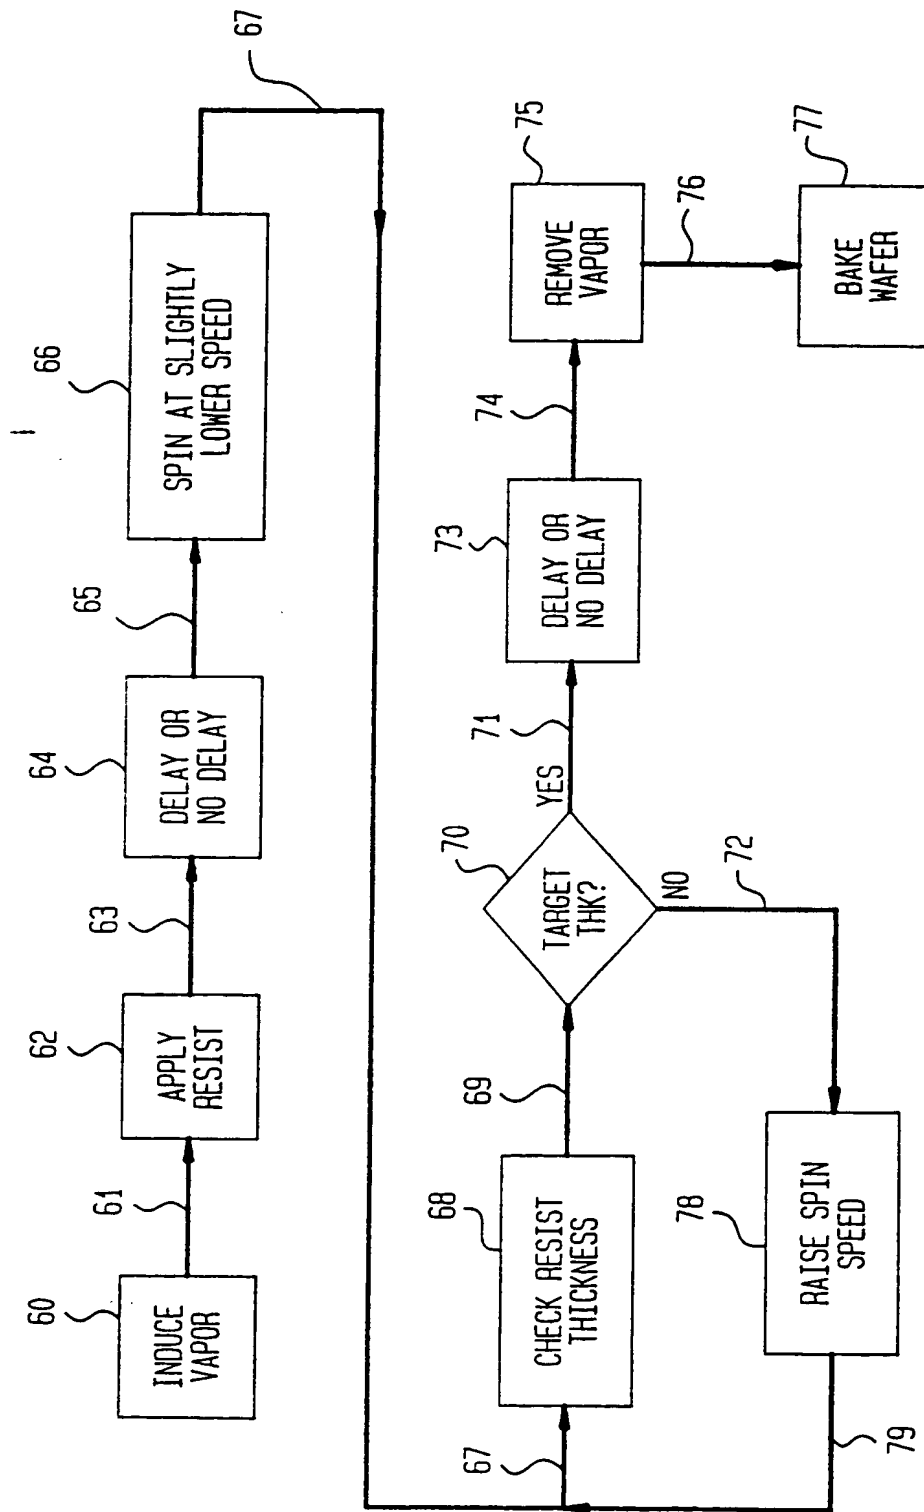 60
INDUCE
VAPOR
61
62
APPLY
RESIST
63
64
DELAY OR
NO DELAY
65
66
SPIN AT SLIGHTLY
LOWER SPEED
67
67
68
CHECK RESIST
THICKNESS
69
70
TARGET
THK?
YES
71
NO
72
73
DELAY OR
NO DELAY
74
75
REMOVE
VAPOR
76
77
BAKE
WAFER
78
RAISE SPIN
SPEED
79